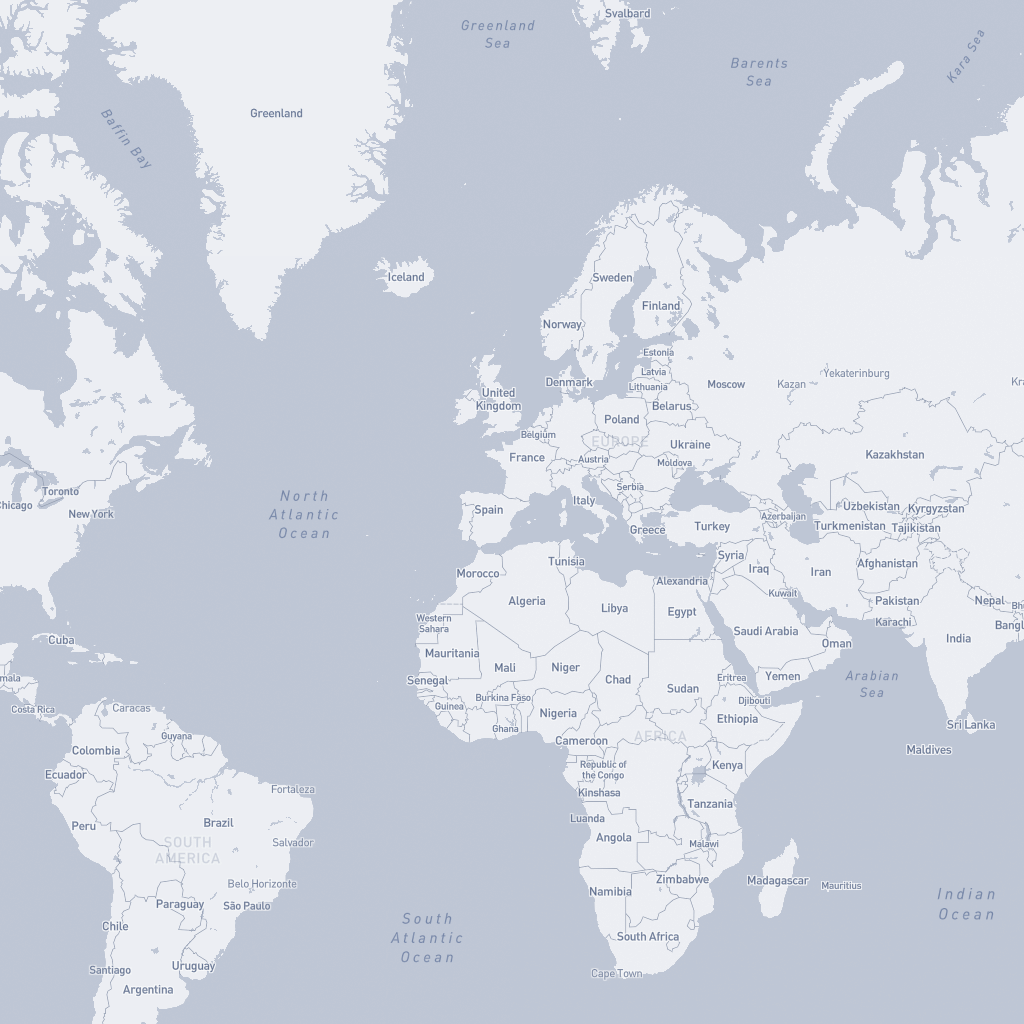 Svalbard
Greenland
Sea
Kara Sea
Barents
Sea
Greenland
Baffin Bay
Iceland
Sweden
Finland
Norway
Estonia
Latvia
Lithuania
Denmark
Moscow
Kazan
Yekaterinburg
Kra
United
Kingdom
Belarus
Poland
Belgium
EUROPE
Ukraine
France
Austria
Moldova
Kazakhstan
Serbia
Toronto
Chicago
New York
North
Atlantic
Ocean
Spain
Italy
Greece
Turkey
Azerbaijan
Uzbekistan
Kyrgyzstan
Turkmenistan
Tajikistan
Tunisia
Syria
Iraq
Iran
Afghanistan
Morocco
Alexandria
Kuwait
Algeria
Libya
Egypt
Pakistan
Nepal
Bh
Western
Sahara
Karachi
Bangl
Saudi Arabia
Oman
India
Cuba
Mauritania
Mali
Niger
Chad
Sudan
Eritrea
Yemen
Arabian
Sea
mala
Senegal
Burkina Faso
Djibouti
Costa Rica
Caracas
Guinea
Nigeria
Ethiopia
Sri Lanka
Ghana
Guyana
Cameroon
AFRICA
Colombia
Maldives
Ecuador
Republic of
the Congo
Kenya
Fortaleza
Kinshasa
Tanzania
Peru
Brazil
Luanda
Angola
Malawi
SOUTH
AMERICA
Salvador
Belo Horizonte
Zimbabwe
Madagascar
Mauritius
Namibia
Paraguay
São Paulo
Indian
Ocean
Chile
South
Atlantic
Ocean
South Africa
Santiago
Uruguay
Cape Town
Argentina